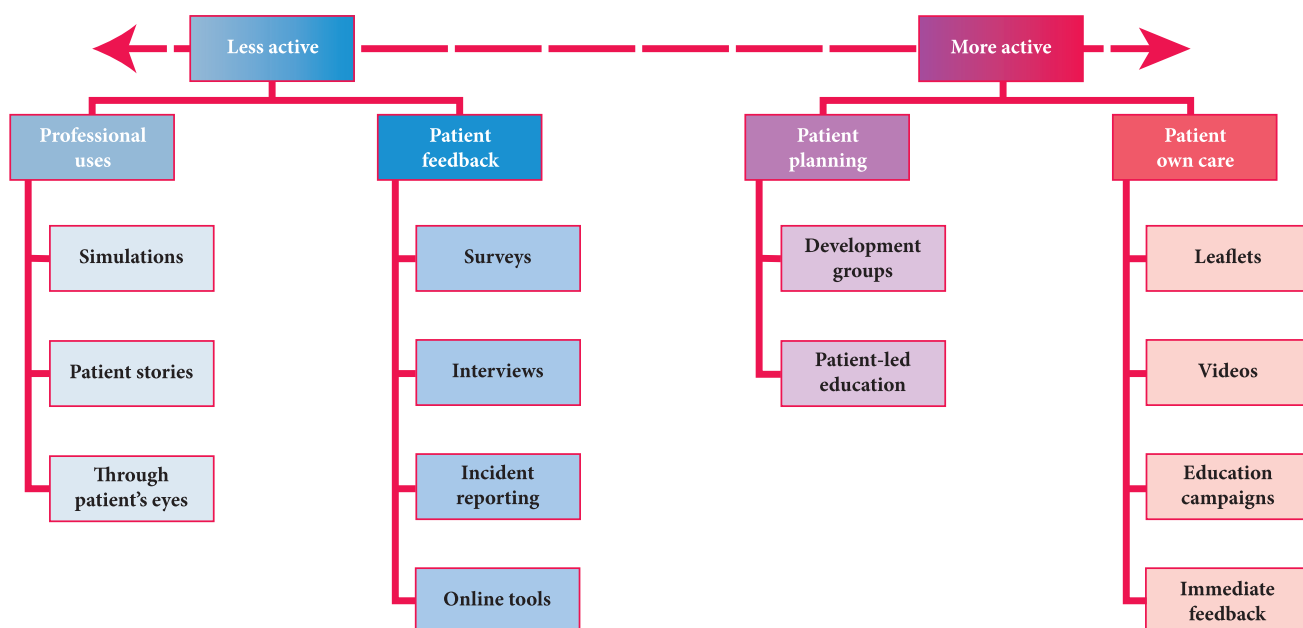 Less active
More active
Professional
uses
Patient
feedback
Patient
planning
Patient
own care
Simulations
Surveys
Development
groups
Leaflets
Patient stories
Interviews
Patient-led
education
Videos
Through
patient’s eyes
Incident
reporting
Education
campaigns
Online tools
Immediate
feedback